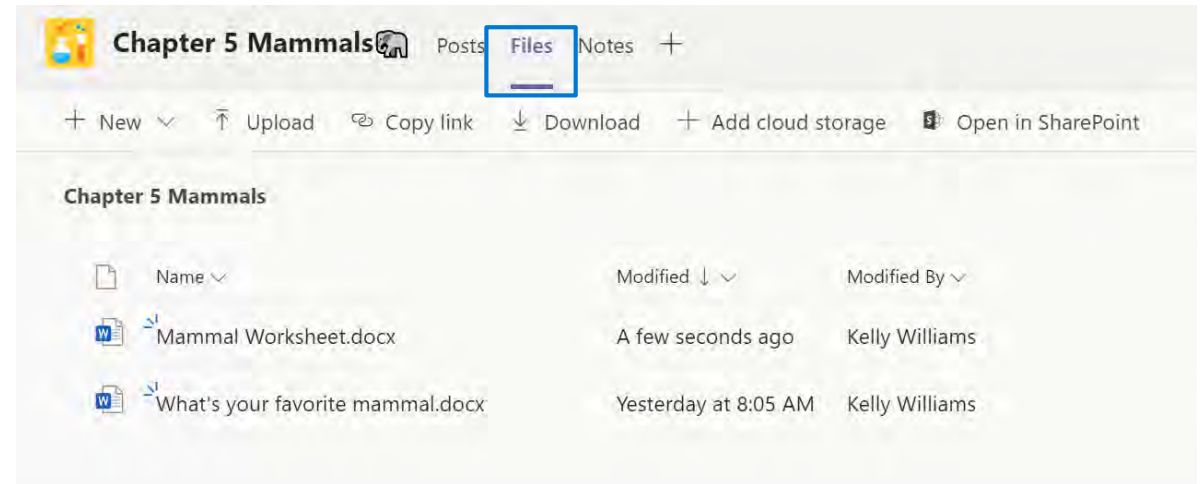 Chapter 5 Mammals Posts Files Notes
New Upload Copy link Download Add cloud storage Open in SharePoint
Chapter 5 Mammals
Name Modified Modified By
Mammal Worksheet.docx A few seconds ago Kelly Williams
What's your favorite mammal.docx Yesterday at 8:05 AM Kelly Williams